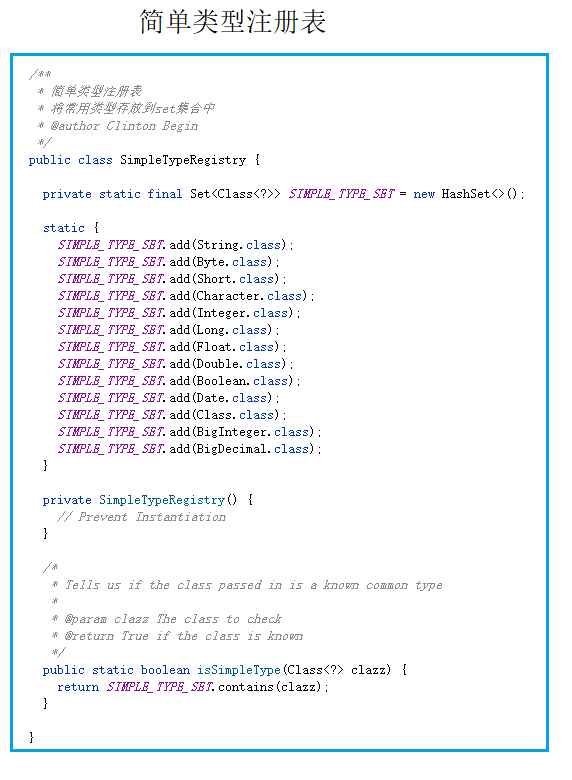 简单类型注册表
/**
 * 简单类型注册表
 * 将常用类型存放到set集合中
 * @author Clinton Begin
 */
public class SimpleTypeRegistry {
  private static final Set<Class<?>> SIMPLE_TYPE_SET = new HashSet<>();
  static {
    SIMPLE_TYPE_SET.add(String.class);
    SIMPLE_TYPE_SET.add(Byte.class);
    SIMPLE_TYPE_SET.add(Short.class);
    SIMPLE_TYPE_SET.add(Character.class);
    SIMPLE_TYPE_SET.add(Integer.class);
    SIMPLE_TYPE_SET.add(Long.class);
    SIMPLE_TYPE_SET.add(Float.class);
    SIMPLE_TYPE_SET.add(Double.class);
    SIMPLE_TYPE_SET.add(Boolean.class);
    SIMPLE_TYPE_SET.add(Date.class);
    SIMPLE_TYPE_SET.add(Class.class);
    SIMPLE_TYPE_SET.add(BigInteger.class);
    SIMPLE_TYPE_SET.add(BigDecimal.class);
  }
  private SimpleTypeRegistry() {
    // Prevent Instantiation
  }
  /*
   * Tells us if the class passed in is a known common type
   *
   * @param clazz The class to check
   * @return True if the class is known
   */
  public static boolean isSimpleType(Class<?> clazz) {
    return SIMPLE_TYPE_SET.contains(clazz);
  }
}